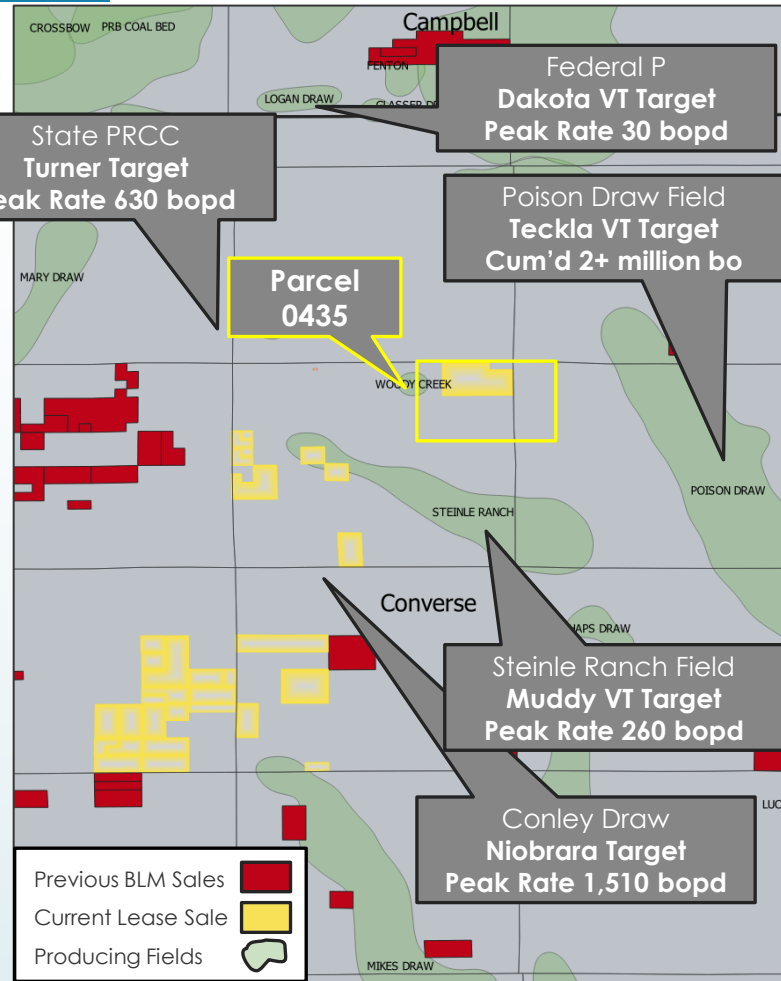 Campbell
CROSSBOW
PRB COAL BED
FENTON
LOGAN DRAW
Federal P
Dakota VT Target
Peak Rate 30 bopd
State PRCC
Turner Target
eak Rate 630 bopd
Poison Draw Field
Teckla VT Target
Cum'd 2+ million bo
MARY DRAW
Parcel
0435
WOODY CREEK
POISON DRAW
STEINLE RANCH
Converse
APS DRAW
Steinle Ranch Field
Muddy VT Target
Peak Rate 260 bopd
LUC
Conley Draw
Niobrara Target
Peak Rate 1,510 bopd
Previous BLM Sales
Current Lease Sale
Producing Fields
MIKES DRAW